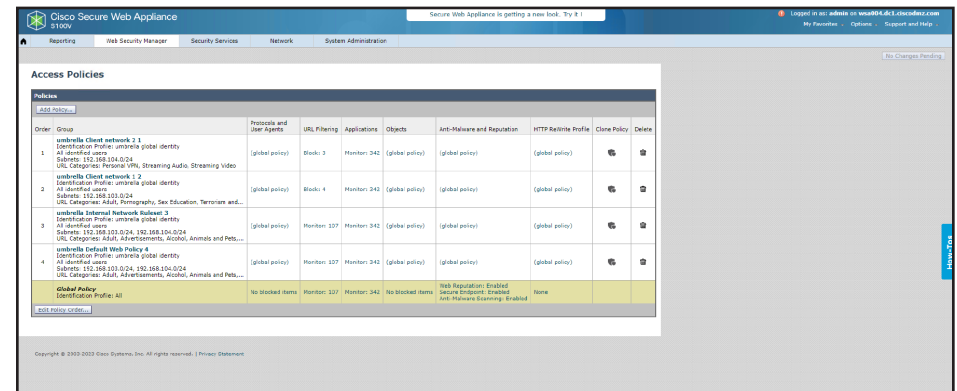 Cisco Secure Web Appliance
S100V
Secure Web Appliance is getting a new look. Try it !
Logged in as: admin on wsa004.dc1.ciscodmz.com
My Favorites Options Support and Help
Reporting Web Security Manager Security Services Network System Administration
No Changes Pending
Access Policies
Policies
Add Policy...
Order Group Protocols and User Agents URL Filtering Applications Objects Anti-Malware and Reputation HTTP ReWrite Profile Clone Policy Delete
umbrella Client network 2 1
Identification Profile: umbrella global identity
1 All identified users (global policy) Block: 3 Monitor: 342 (global policy) (global policy) (global policy)
Subnets: 192.168.104.0/24
URL Categories: Personal VPN, Streaming Audio, Streaming Video
umbrella Client network 1 2
Identification Profile: umbrella global identity
2 All identified users (global policy) Block: 4 Monitor: 342 (global policy) (global policy) (global policy)
Subnets: 192.168.103.0/24
URL Categories: Adult, Pornography, Sex Education, Terrorism and...
umbrella Internal Network Ruleset 3
Identification Profile: umbrella global identity
3 All identified users (global policy) Monitor: 107 Monitor: 342 (global policy) (global policy) (global policy)
Subnets: 192.168.103.0/24, 192.168.104.0/24
URL Categories: Adult, Advertisements, Alcohol, Animals and Pets,...
umbrella Default Web Policy 4
Identification Profile: umbrella global identity
4 All identified users (global policy) Monitor: 107 Monitor: 342 (global policy) (global policy) (global policy)
Subnets: 192.168.103.0/24, 192.168.104.0/24
URL Categories: Adult, Advertisements, Alcohol, Animals and Pets,...
Global Policy
Identification Profile: All
No blocked items Monitor: 107 Monitor: 342 No blocked items
Web Reputation: Enabled
Secure Endpoint: Enabled
Anti-Malware Scanning: Enabled
None
Edit Policy Order...
How-Tos
Copyright © 2003-2022 Cisco Systems, Inc. All rights reserved. | Privacy Statement